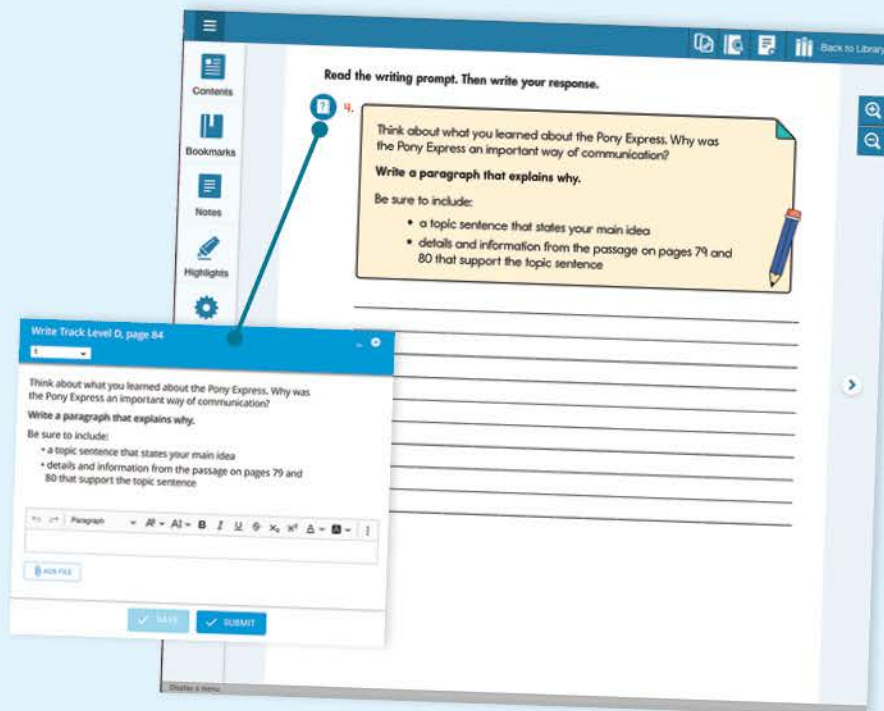 Back to Library
Contents
Bookmarks
Notes
Highlights
Read the writing prompt. Then write your response.
4.
Think about what you learned about the Pony Express. Why was
the Pony Express an important way of communication?
Write a paragraph that explains why.
Be sure to include:
• a topic sentence that states your main idea
• details and information from the passage on pages 79 and
80 that support the topic sentence
Write Track Level D, page 84
1
Think about what you learned about the Pony Express. Why was
the Pony Express an important way of communication?
Write a paragraph that explains why.
Be sure to include:
• a topic sentence that states your main idea
• details and information from the passage on pages 79 and
80 that support the topic sentence
Paragraph
ADD FILE
SAVE
SUBMIT
Display a menu